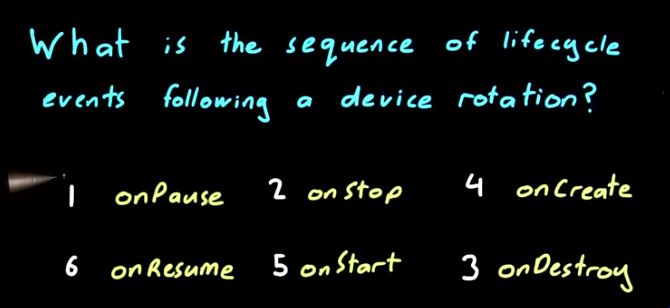 What is the sequence of lifecycle
events following a device rotation?
1 onPause 2 onStop 4 onCreate
6 onResume 5 onStart 3 onDestroy